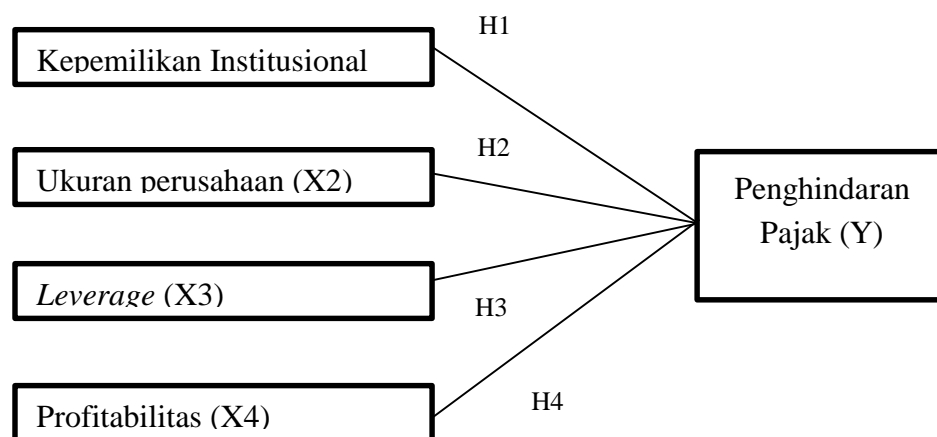 H1
Kepemilikan Institusional
H2
Ukuran perusahaan (X2)
Penghindaran
Pajak (Y)
Leverage (X3)
H3
Profitabilitas (X4)
H4